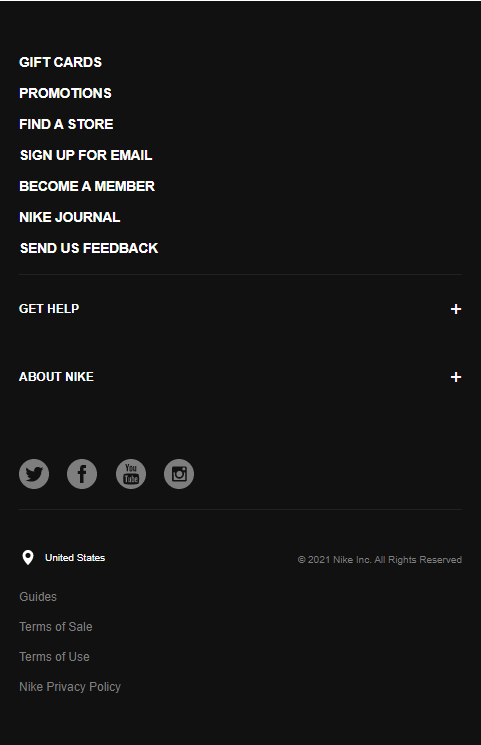 GIFT CARDS
PROMOTIONS
FIND A STORE
SIGN UP FOR EMAIL
BECOME A MEMBER
NIKE JOURNAL
SEND US FEEDBACK
GET HELP +
ABOUT NIKE +
You Tube
United States © 2021 Nike Inc. All Rights Reserved
Guides
Terms of Sale
Terms of Use
Nike Privacy Policy